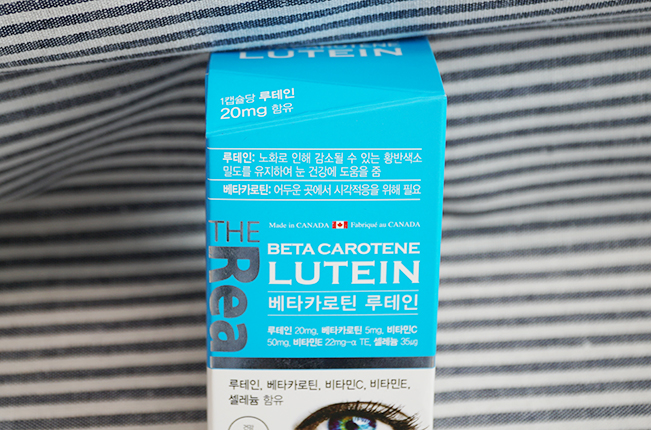 LUTEIN
1캡슐당 루테인
20mg 함유
루테인: 노화로 인해 감소될 수 있는 황반색소
밀도를 유지하여 눈 건강에 도움을 줌
베타카로틴: 어두운 곳에서 시각적응을 위해 필요
THE
Rea
Made in CANADA Fabriqué au CANADA
BETA CAROTENE
LUTEIN
베타카로틴 루테인
루테인 20mg, 베타카로틴 5mg, 비타민C
50mg, 비타민E 22mg-α TE, 셀레늄 35μg
루테인, 베타카로틴, 비타민C, 비타민E,
셀레늄 함유